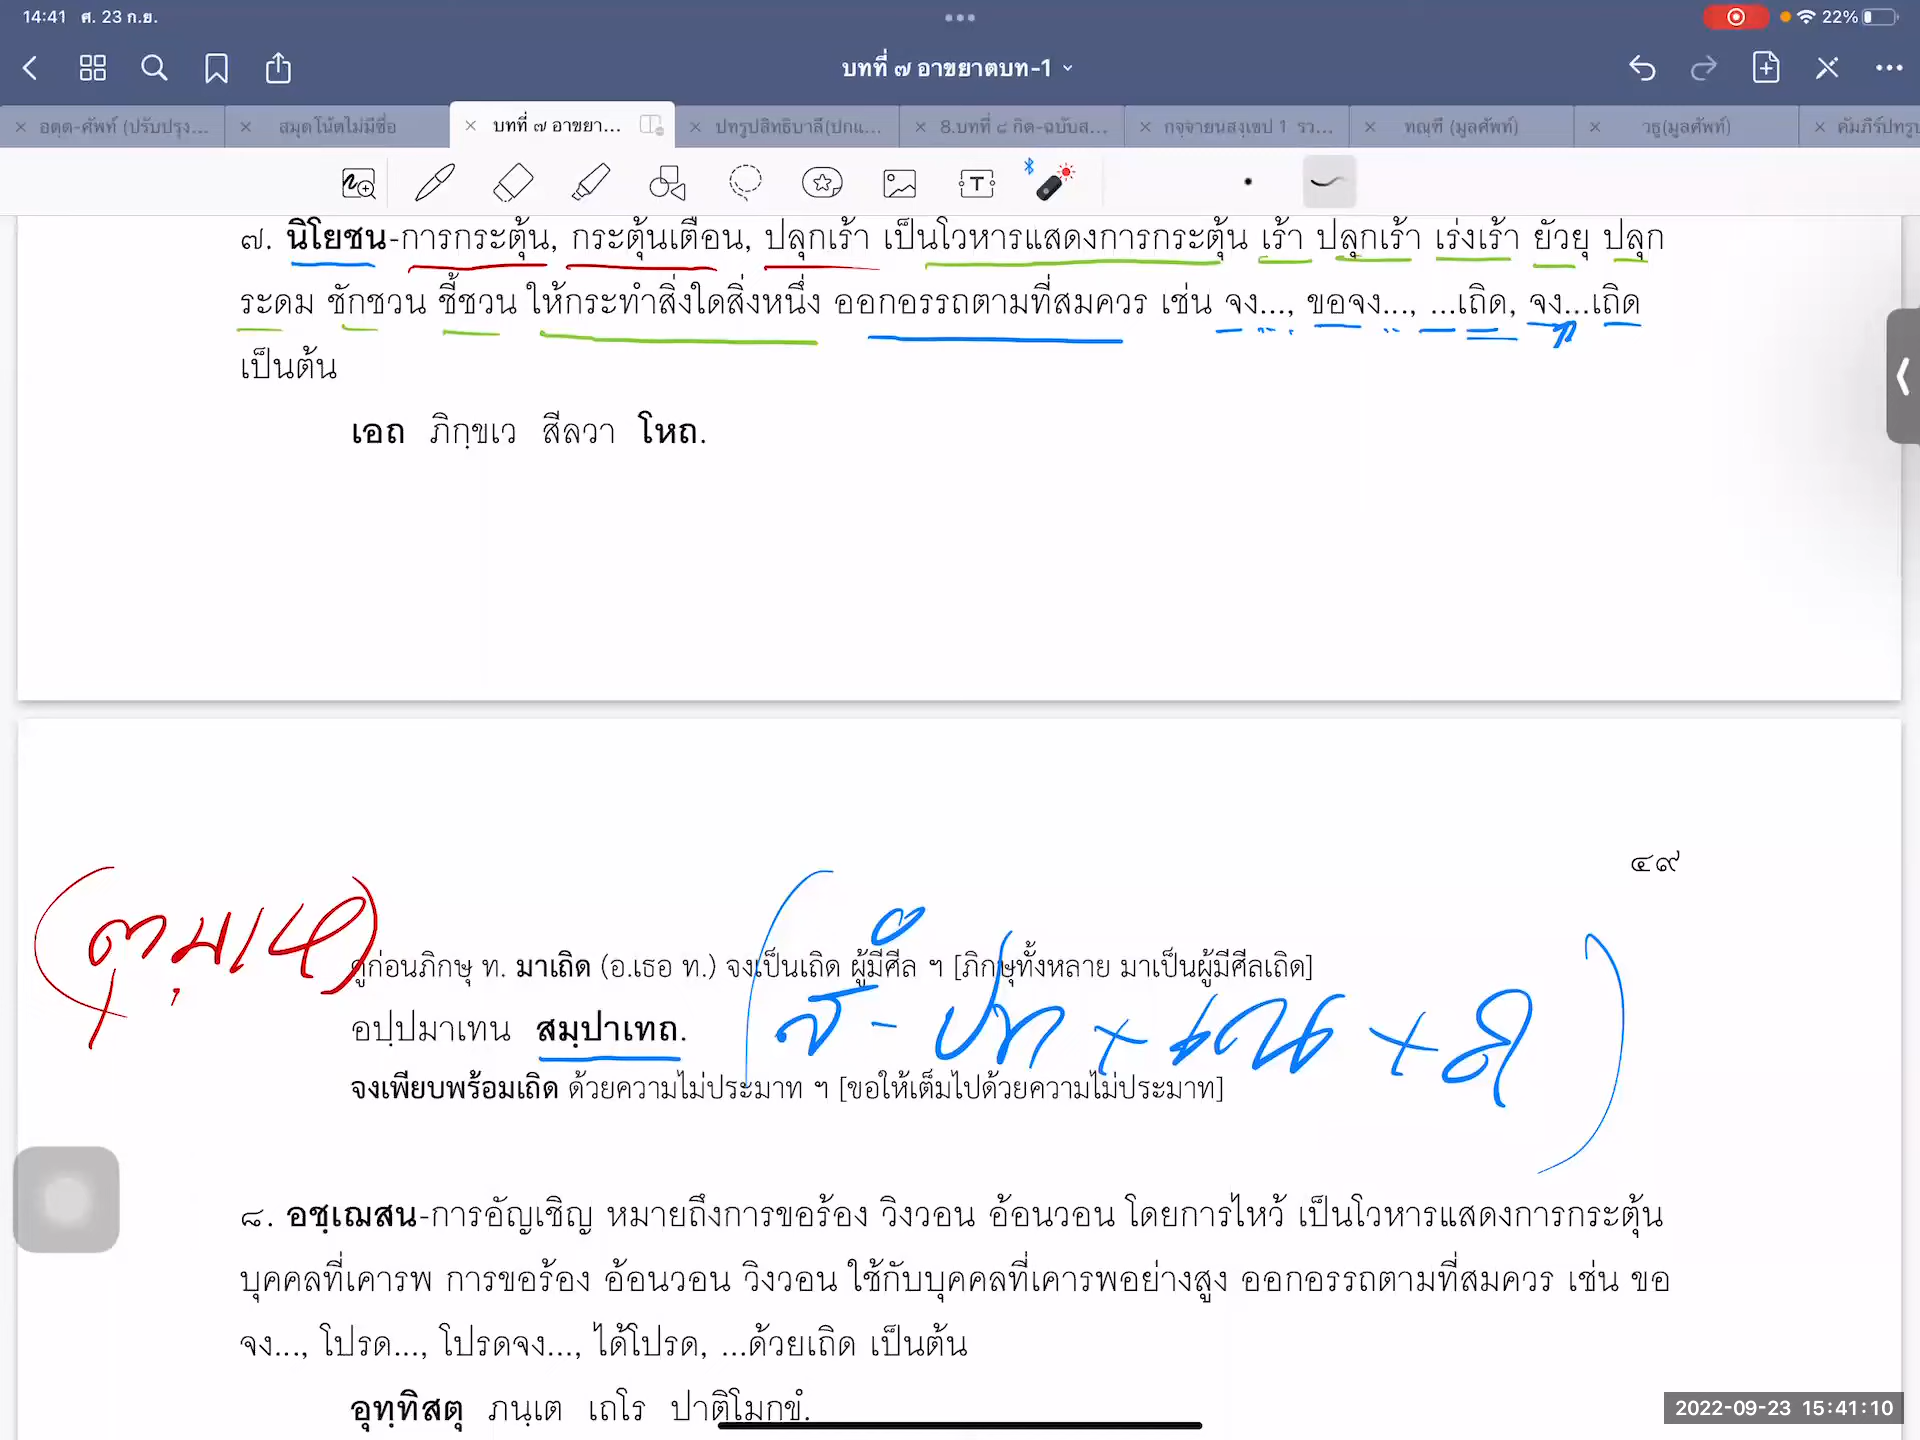 14:41 ศ. 23 ก.ย.
22%
บทที่ ๗ อาขยาตบท-1
อตฺต-ศัพท์ (ปรับปรุง...
สมุดโน้ตไม่มีชื่อ
บทที่ ๗ อาขยา...
ปทรูปสิทธิบาลี(ปกแ...
8.บทที่ ๘ กิต-ฉบับส...
กจฺจายนสงฺเขป 1 รว...
ทณฺฑี (มูลศัพท์)
วธู(มูลศัพท์)
คัมภีร์ปทรูป
๗. นิโยชน-การกระตุ้น, กระตุ้นเตือน, ปลุกเร้า เป็นโวหารแสดงการกระตุ้น เร้า ปลุกเร้า เร่งเร้า ยั่วยุ ปลุก
ระดม ชักชวน ชี้ชวน ให้กระทำสิ่งใดสิ่งหนึ่ง ออกอรรถตามที่สมควร เช่น จง..., ขอจง..., ...เถิด, จง...เถิด
เป็นต้น
เอถ ภิกฺขเว สีลวา โหถ.
๔๙
(ตุมฺเห)
ดูก่อนภิกษุ ท. มาเถิด (อ.เธอ ท.) จงเป็นเถิด ผู้มีศีล ฯ [ภิกษุทั้งหลาย มาเป็นผู้มีศีลเถิด]
อปฺปมาเทน สมฺปาเทถ.
จงเพียบพร้อมเถิด ด้วยความไม่ประมาท ฯ [ขอให้เต็มไปด้วยความไม่ประมาท]
๘. อชฺเฌสน-การอัญเชิญ หมายถึงการขอร้อง วิงวอน อ้อนวอน โดยการไหว้ เป็นโวหารแสดงการกระตุ้น
บุคคลที่เคารพ การขอร้อง อ้อนวอน วิงวอน ใช้กับบุคคลที่เคารพอย่างสูง ออกอรรถตามที่สมควร เช่น ขอ
จง..., โปรด..., โปรดจง..., ได้โปรด, ...ด้วยเถิด เป็นต้น
อุทฺทิสตุ ภนฺเต เถโร ปาติโมกฺขํ.
2022-09-23 15:41:10